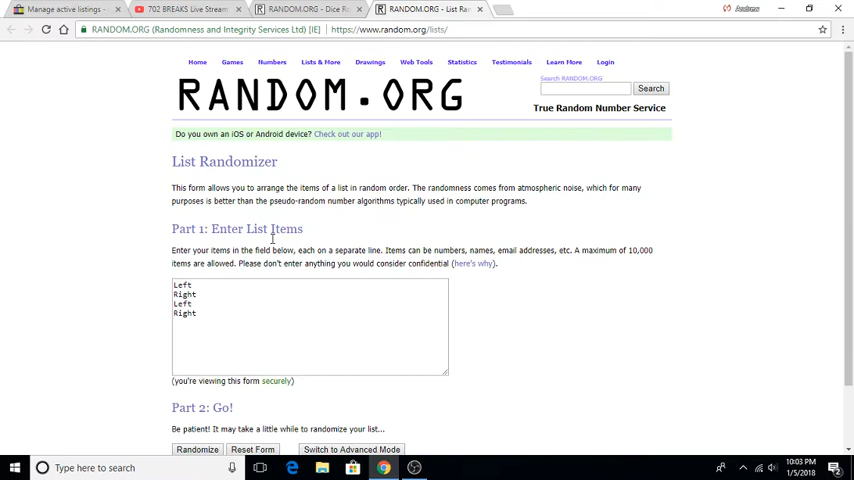 Manage active listings -
702 BREAKS Live Stream
RANDOM.ORG - Dice Ro
RANDOM.ORG - List Ran
Andrew
RANDOM.ORG (Randomness and Integrity Services Ltd) [IE]
https://www.random.org/lists/
Home Games Numbers Lists & More Drawings Web Tools Statistics Testimonials Learn More Login
Search RANDOM.ORG
RANDOM.ORG
Search
True Random Number Service
Do you own an iOS or Android device? Check out our app!
List Randomizer
This form allows you to arrange the items of a list in random order. The randomness comes from atmospheric noise, which for many
purposes is better than the pseudo-random number algorithms typically used in computer programs.
Part 1: Enter List Items
Enter your items in the field below, each on a separate line. Items can be numbers, names, email addresses, etc. A maximum of 10,000
items are allowed. Please don't enter anything you would consider confidential (here's why).
Left
Right
Left
Right
(you're viewing this form securely)
Part 2: Go!
Be patient! It may take a little while to randomize your list...
Randomize Reset Form Switch to Advanced Mode
Type here to search
10:03 PM
1/5/2018
2